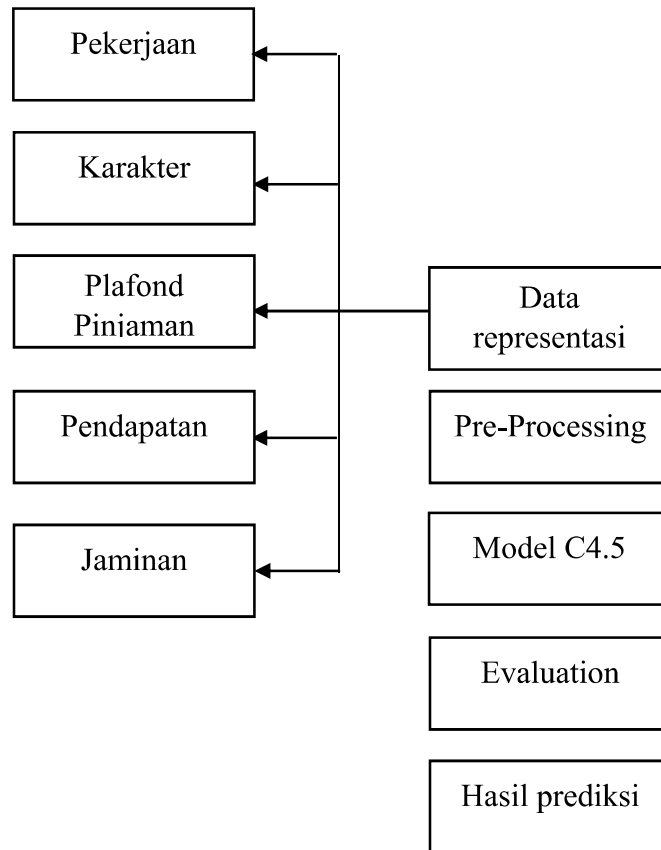 Pekerjaan
Karakter
Plafond
Pinjaman
Pendapatan
Jaminan
Data
representasi
Pre-Processing
Model C4.5
Evaluation
Hasil prediksi